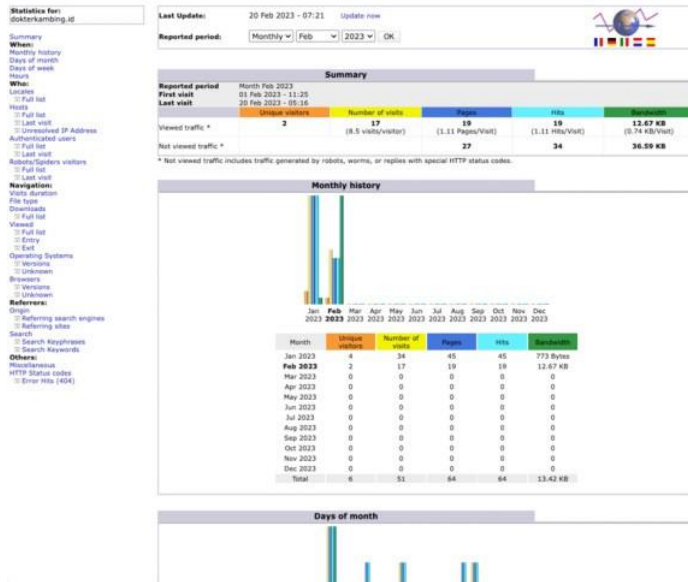 Statistics for:
dokterkambing.id
Summary
When:
Monthly history
Days of month
Days of week
Hours
Who:
Locales
Full list
Hosts
Full list
Last visit
Unresolved IP Address
Authenticated users
Full list
Last visit
Robots/Spiders visitors
Full list
Last visit
Navigation:
Visits duration
File type
Downloads
Full list
Viewed
Full list
Entry
Exit
Operating Systems
Versions
Unknown
Browsers
Versions
Unknown
Referrers:
Origin
Referring search engines
Referring sites
Search
Search Keyphrases
Search Keywords
Others:
Miscellaneous
HTTP Status codes
Error Hits (404)
Last Update: 20 Feb 2023 - 07:21 Update now
Reported period: Monthly Feb 2023 OK
Summary
Reported period Month Feb 2023
First visit 01 Feb 2023 - 11:25
Last visit 20 Feb 2023 - 05:16
Unique visitors Number of visits Pages Hits Bandwidth
Viewed traffic * 2 17 19 19 12.67 KB
(8.5 visits/visitor) (1.11 Pages/Visit) (1.11 Hits/Visit) (0.74 KB/Visit)
Not viewed traffic * 27 34 36.59 KB
* Not viewed traffic includes traffic generated by robots, worms, or replies with special HTTP status codes.
Monthly history
Jan Feb Mar Apr May Jun Jul Aug Sep Oct Nov Dec
2023 2023 2023 2023 2023 2023 2023 2023 2023 2023 2023 2023
Month Unique visitors Number of visits Pages Hits Bandwidth
Jan 2023 4 34 45 45 773 Bytes
Feb 2023 2 17 19 19 12.67 KB
Mar 2023 0 0 0 0 0
Apr 2023 0 0 0 0 0
May 2023 0 0 0 0 0
Jun 2023 0 0 0 0 0
Jul 2023 0 0 0 0 0
Aug 2023 0 0 0 0 0
Sep 2023 0 0 0 0 0
Oct 2023 0 0 0 0 0
Nov 2023 0 0 0 0 0
Dec 2023 0 0 0 0 0
Total 6 51 64 64 13.42 KB
Days of month